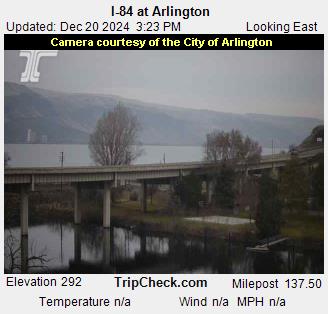 I-84 at Arlington
Updated: Dec 20 2024 3:23 PM Looking East
Camera courtesy of the City of Arlington
Elevation 292 TripCheck.com Milepost 137.50
Temperature n/a Wind n/a MPH n/a